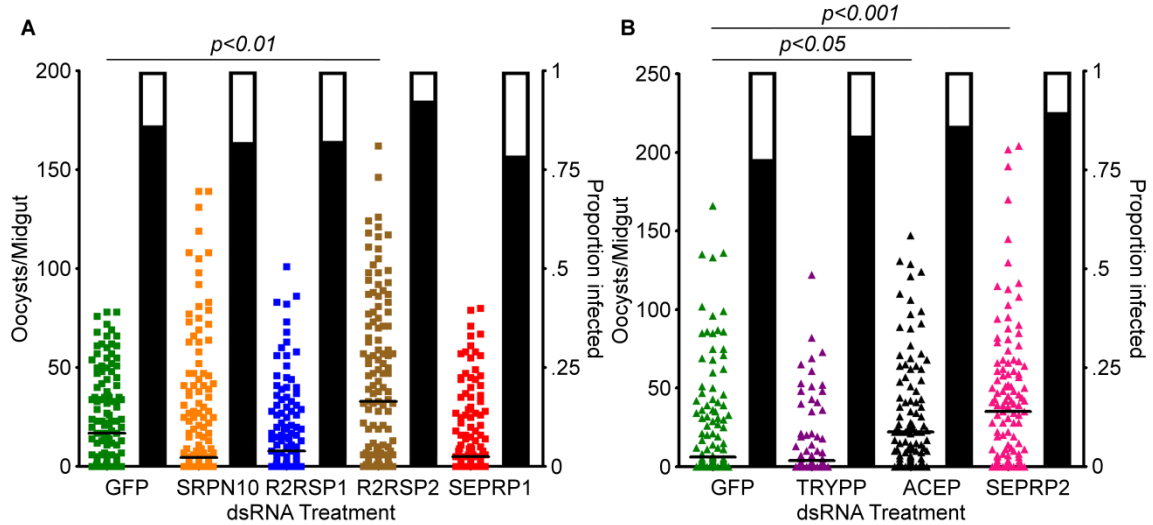 A
p<0.01
Oocysts/Midgut
200
150
100
50
0
1
.75
.5
.25
0
Proportion infected
GFP SRPN10 R2RSP1 R2RSP2 SEPRP1
dsRNA Treatment
B
p<0.001
p<0.05
Oocysts/Midgut
250
200
150
100
50
0
1
.75
.5
.25
0
Proportion infected
GFP TRYPP ACEP SEPRP2
dsRNA Treatment